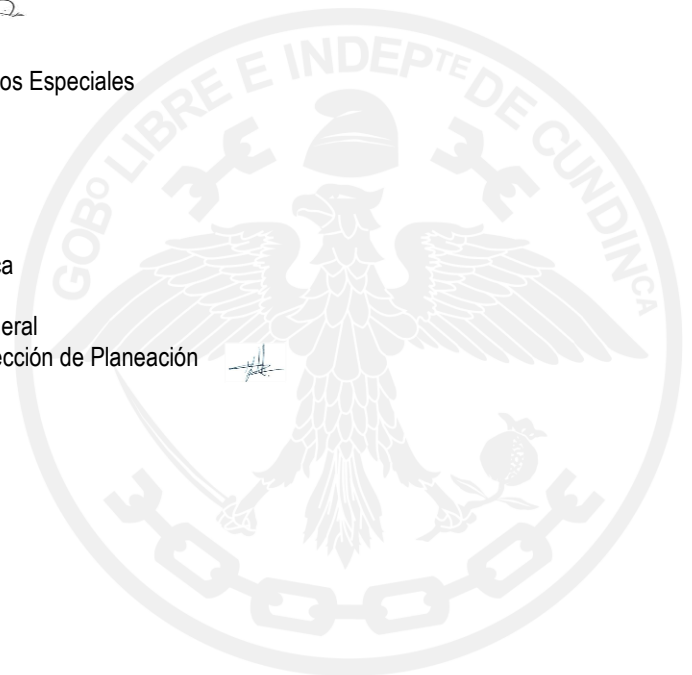 GOBº LIBRE E INDEPTE DE CUNDINCA
os Especiales
ca
eral
ección de Planeación